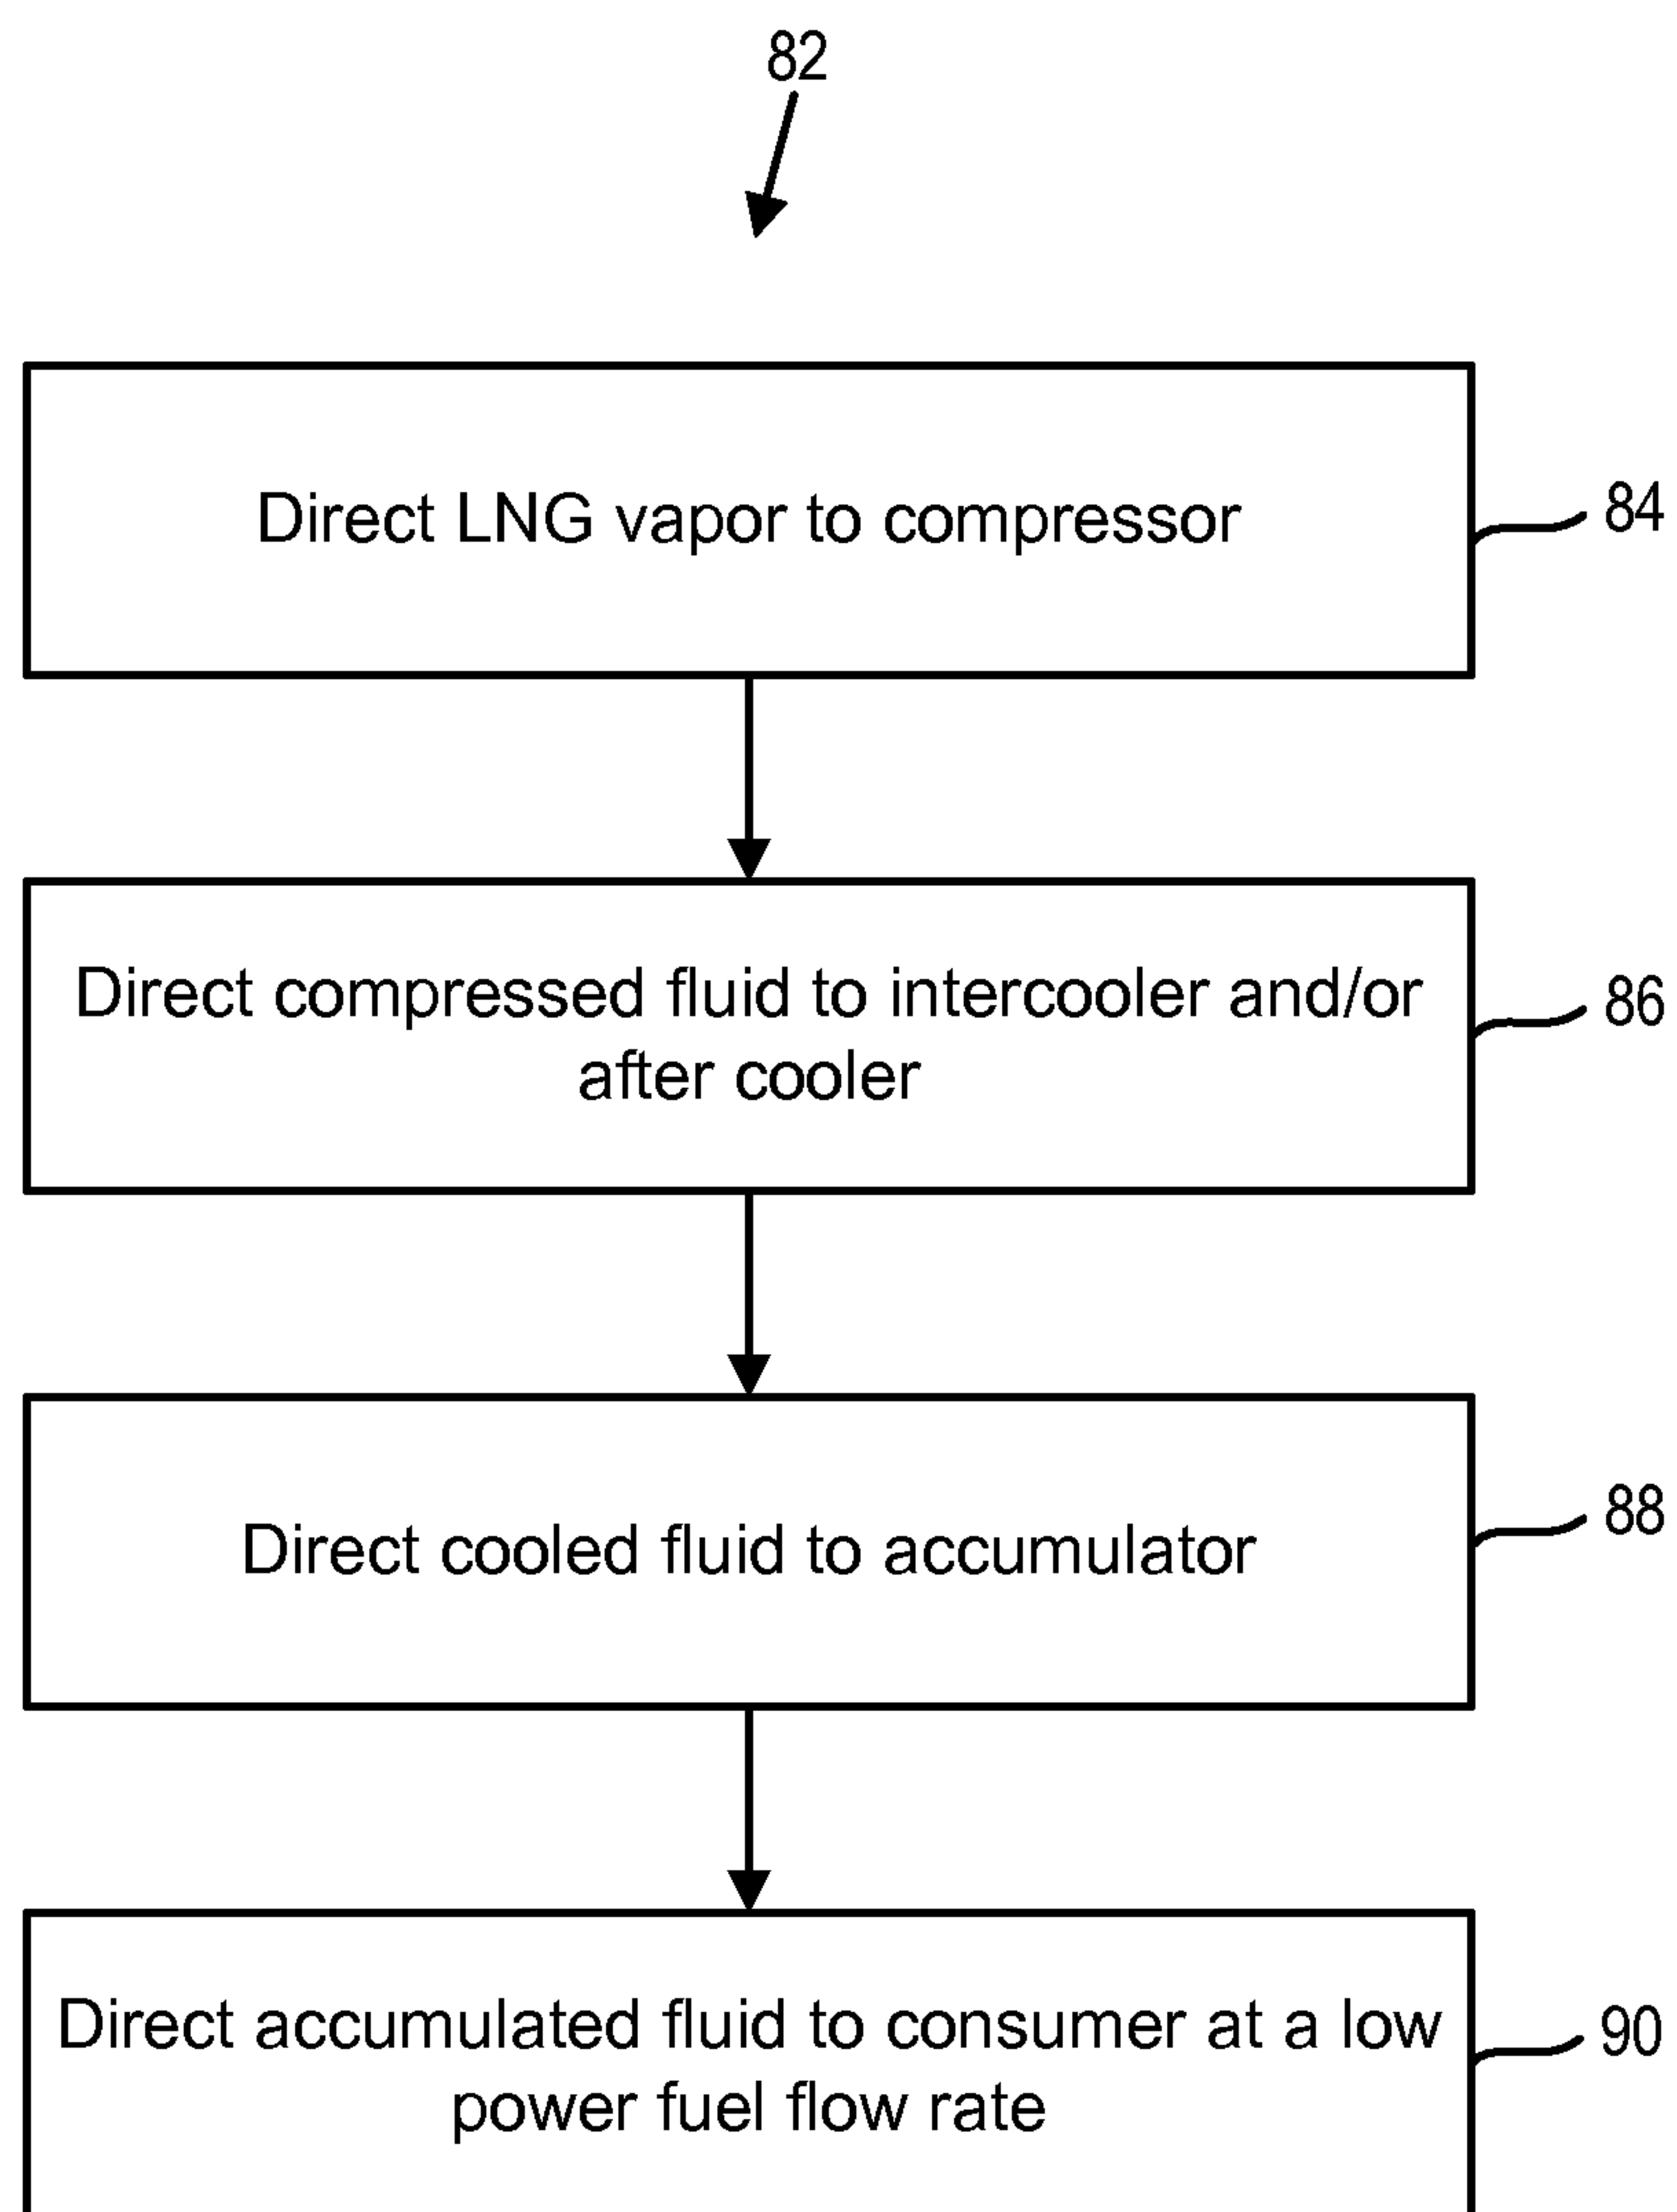 82
Direct LNG vapor to compressor
84
Direct compressed fluid to intercooler and/or
after cooler
86
Direct cooled fluid to accumulator
88
Direct accumulated fluid to consumer at a low
power fuel flow rate
90